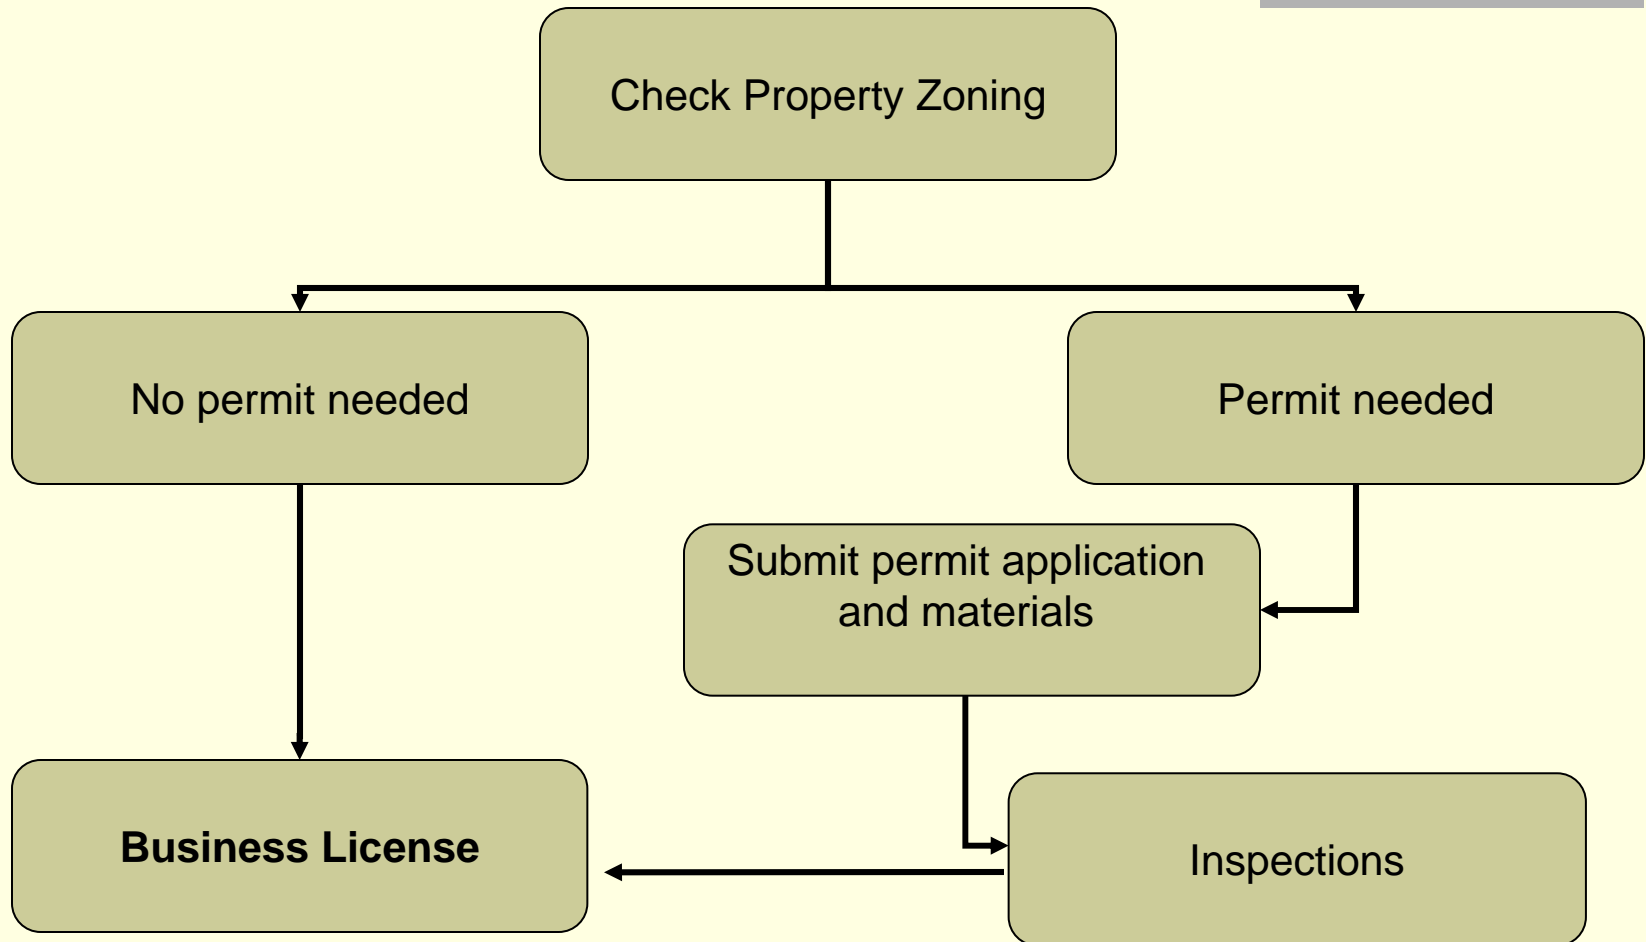 Check Property Zoning
No permit needed
Permit needed
Submit permit application
and materials
Business License
Inspections